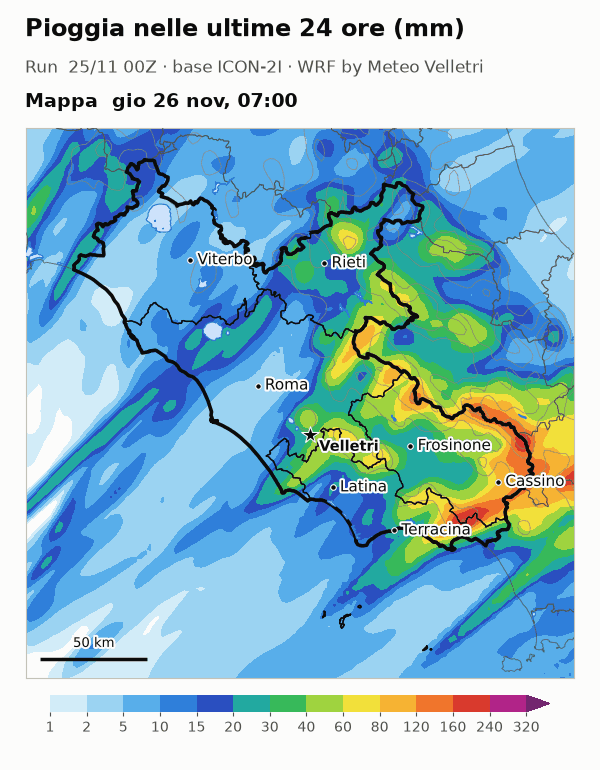 Pioggia nelle ultime 24 ore (mm)
Run  25/11 00Z · base ICON-2I · WRF by Meteo Velletri
Mappa  gio 26 nov, 07:00
Viterbo
Rieti
Roma
Velletri
Frosinone
Cassino
Latina
Terracina
50 km
1 2 5 10 15 20 30 40 60 80 120 160 240 320